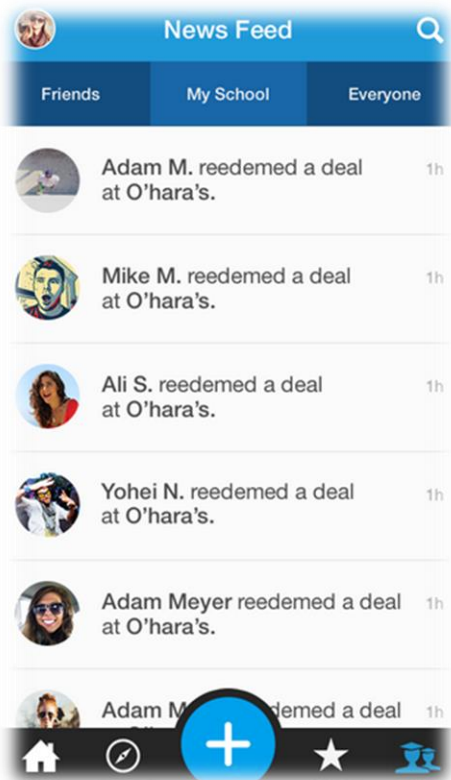 News Feed
Friends My School Everyone
Adam M. reedemed a deal 1h
at O'hara's.
Mike M. reedemed a deal 1h
at O'hara's.
Ali S. reedemed a deal 1h
at O'hara's.
Yohei N. reedemed a deal 1h
at O'hara's.
Adam Meyer reedemed a deal 1h
at O'hara's.
Adam a deal 1h